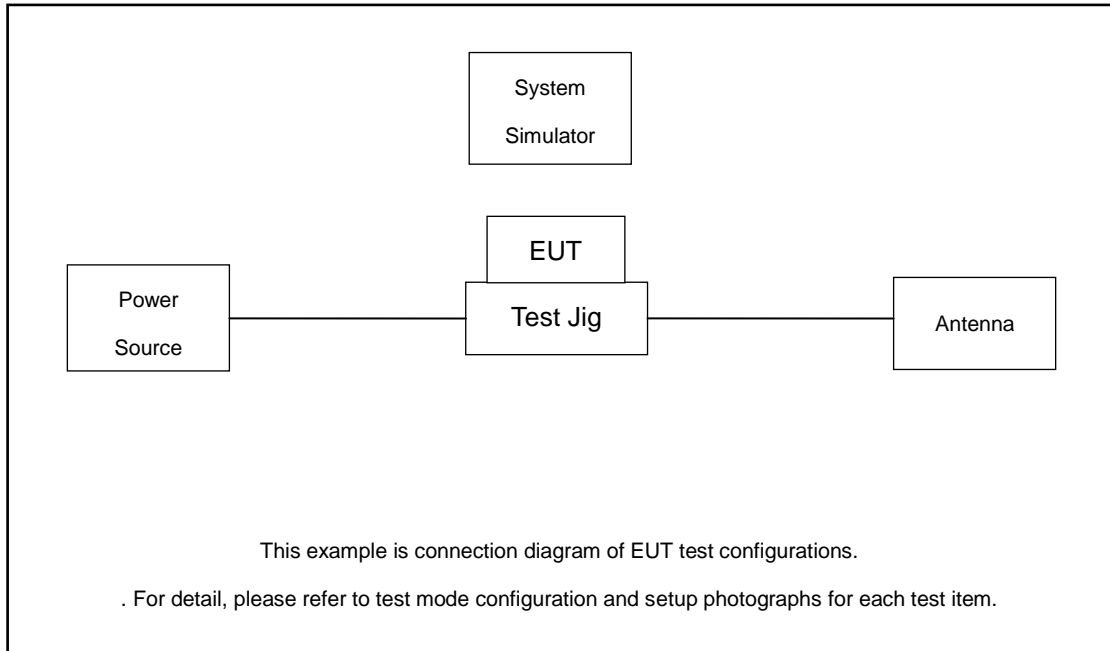 System
Simulator
EUT
Test Jig
Power
Source
Antenna
This example is connection diagram of EUT test configurations.
. For detail, please refer to test mode configuration and setup photographs for each test item.